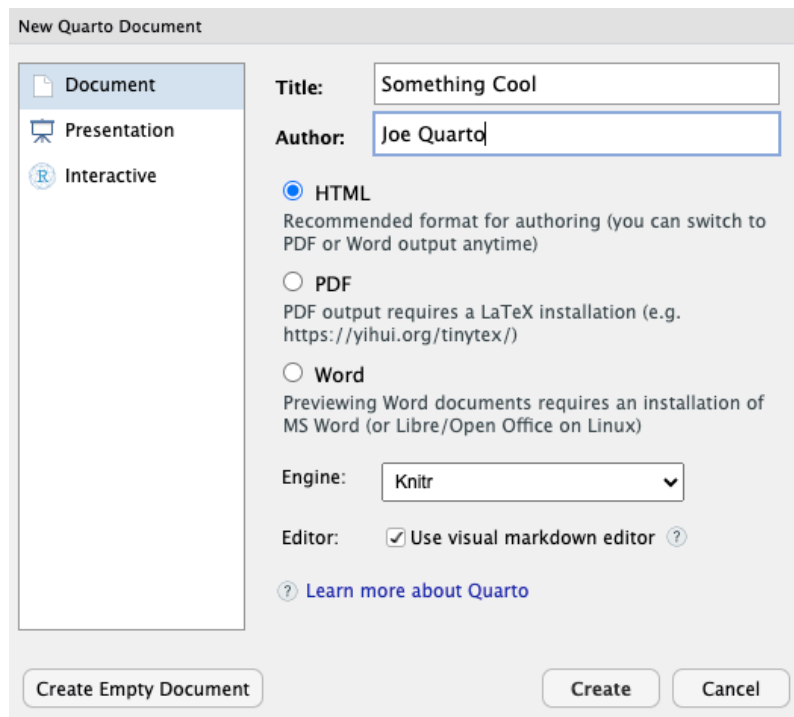 New Quarto Document
Document
Presentation
R Interactive
Title: Something Cool
Author: Joe Quarto
HTML
Recommended format for authoring (you can switch to
PDF or Word output anytime)
PDF
PDF output requires a LaTeX installation (e.g.
https://yihui.org/tinytex/)
Word
Previewing Word documents requires an installation of
MS Word (or Libre/Open Office on Linux)
Engine: Knitr
Editor: Use visual markdown editor ?
? Learn more about Quarto
Create Empty Document Create Cancel